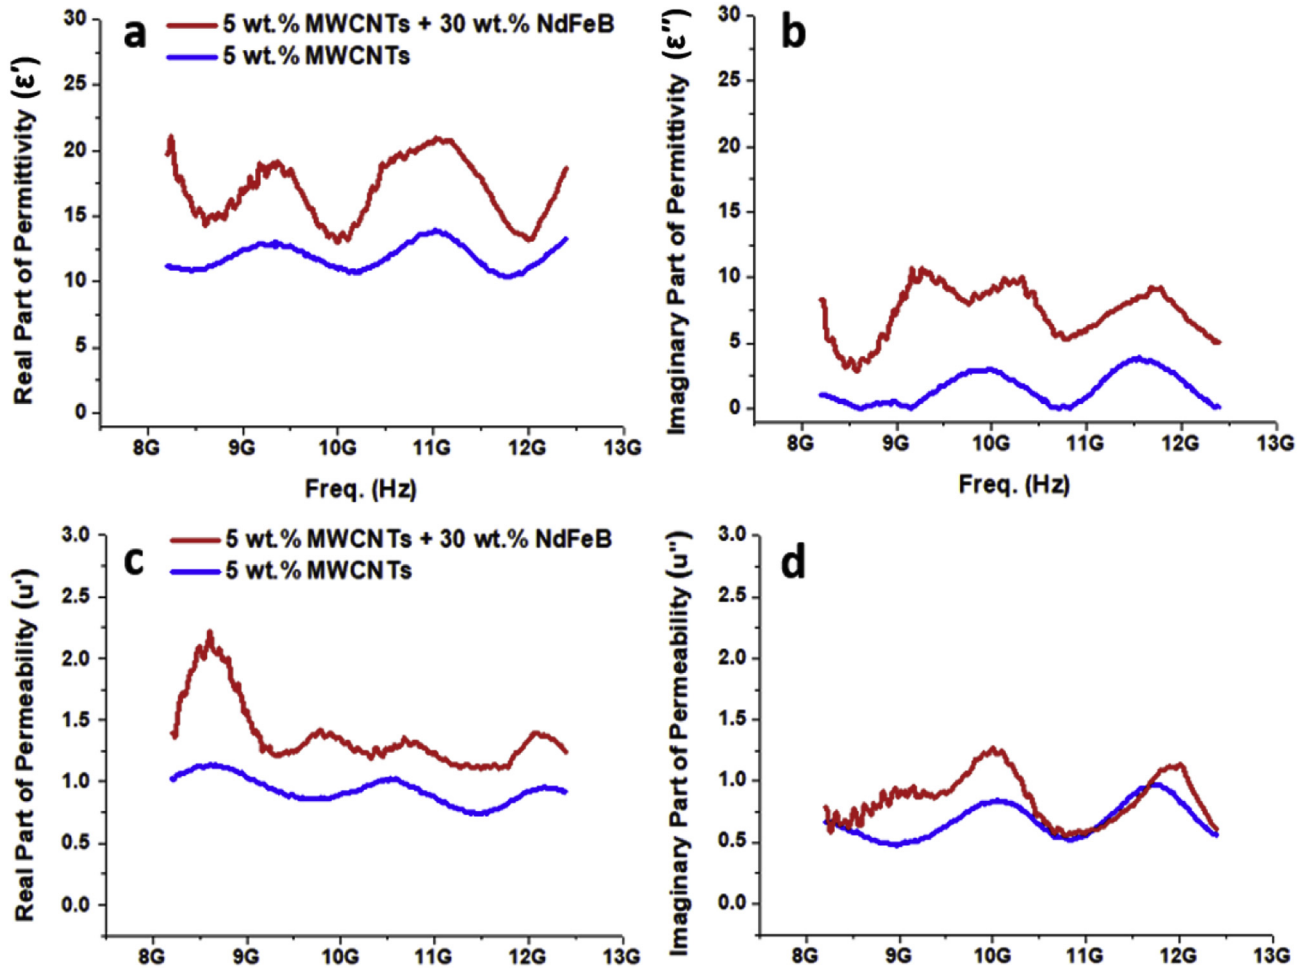 a
5 wt.% MWCNTs + 30 wt.% NdFeB
5 wt.% MWCNTs
Real Part of Permittivity (ε')
30
25
20
15
10
5
0
8G 9G 10G 11G 12G 13G
Freq. (Hz)
b
Imaginary Part of Permittivity (ε'')
30
25
20
15
10
5
0
8G 9G 10G 11G 12G 13G
Freq. (Hz)
c
5 wt.% MWCNTs + 30 wt.% NdFeB
5 wt.% MWCNTs
Real Part of Permeability (u')
3.0
2.5
2.0
1.5
1.0
0.5
0.0
8G 9G 10G 11G 12G 13G
d
Imaginary Part of Permeability (u'')
3.0
2.5
2.0
1.5
1.0
0.5
0.0
8G 9G 10G 11G 12G 13G